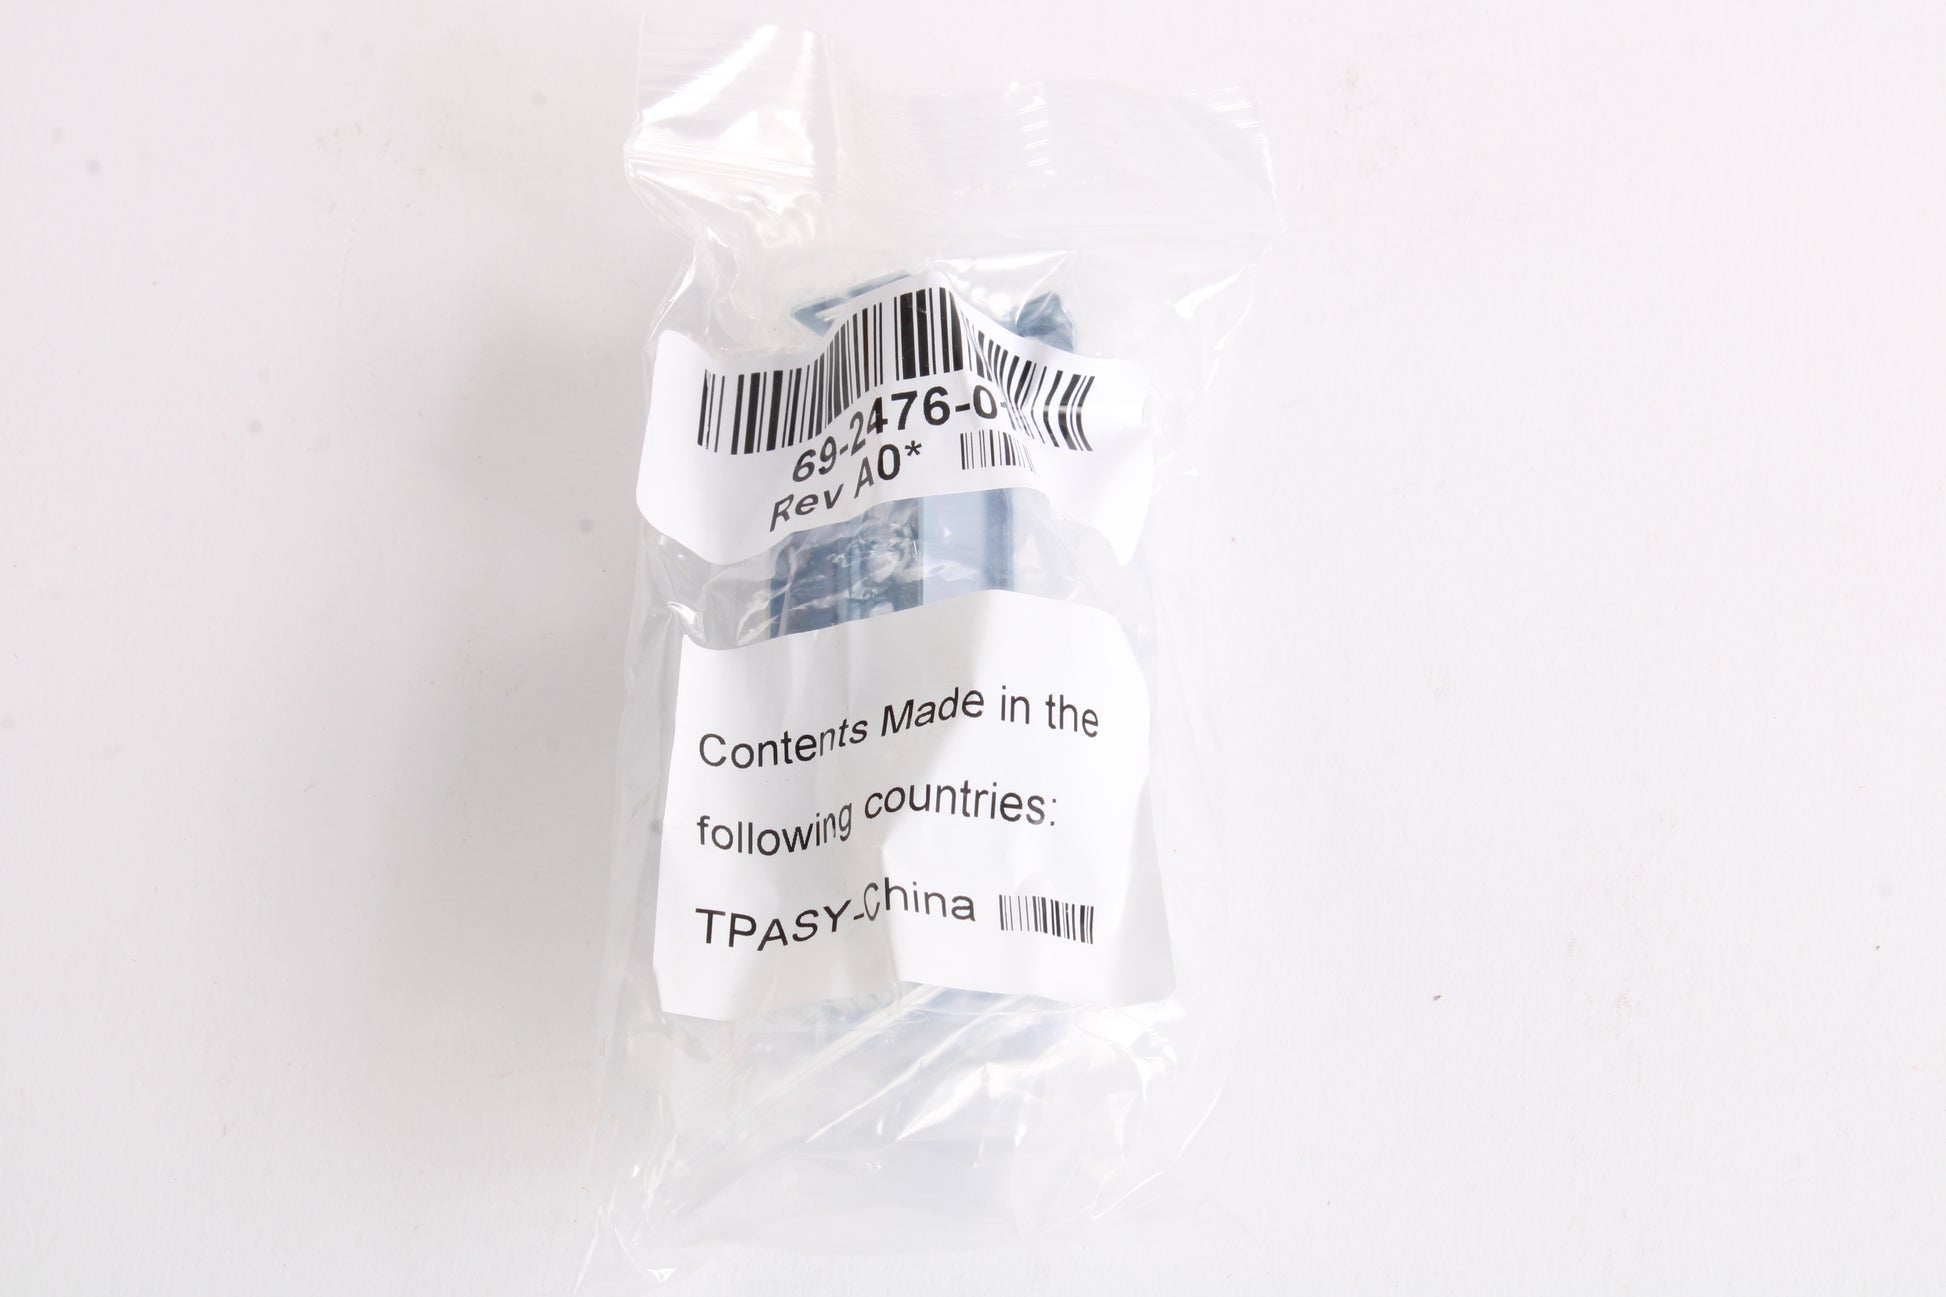 69-2476-0
Rev A0*
Contents Made in the
following countries:
TPASY-China